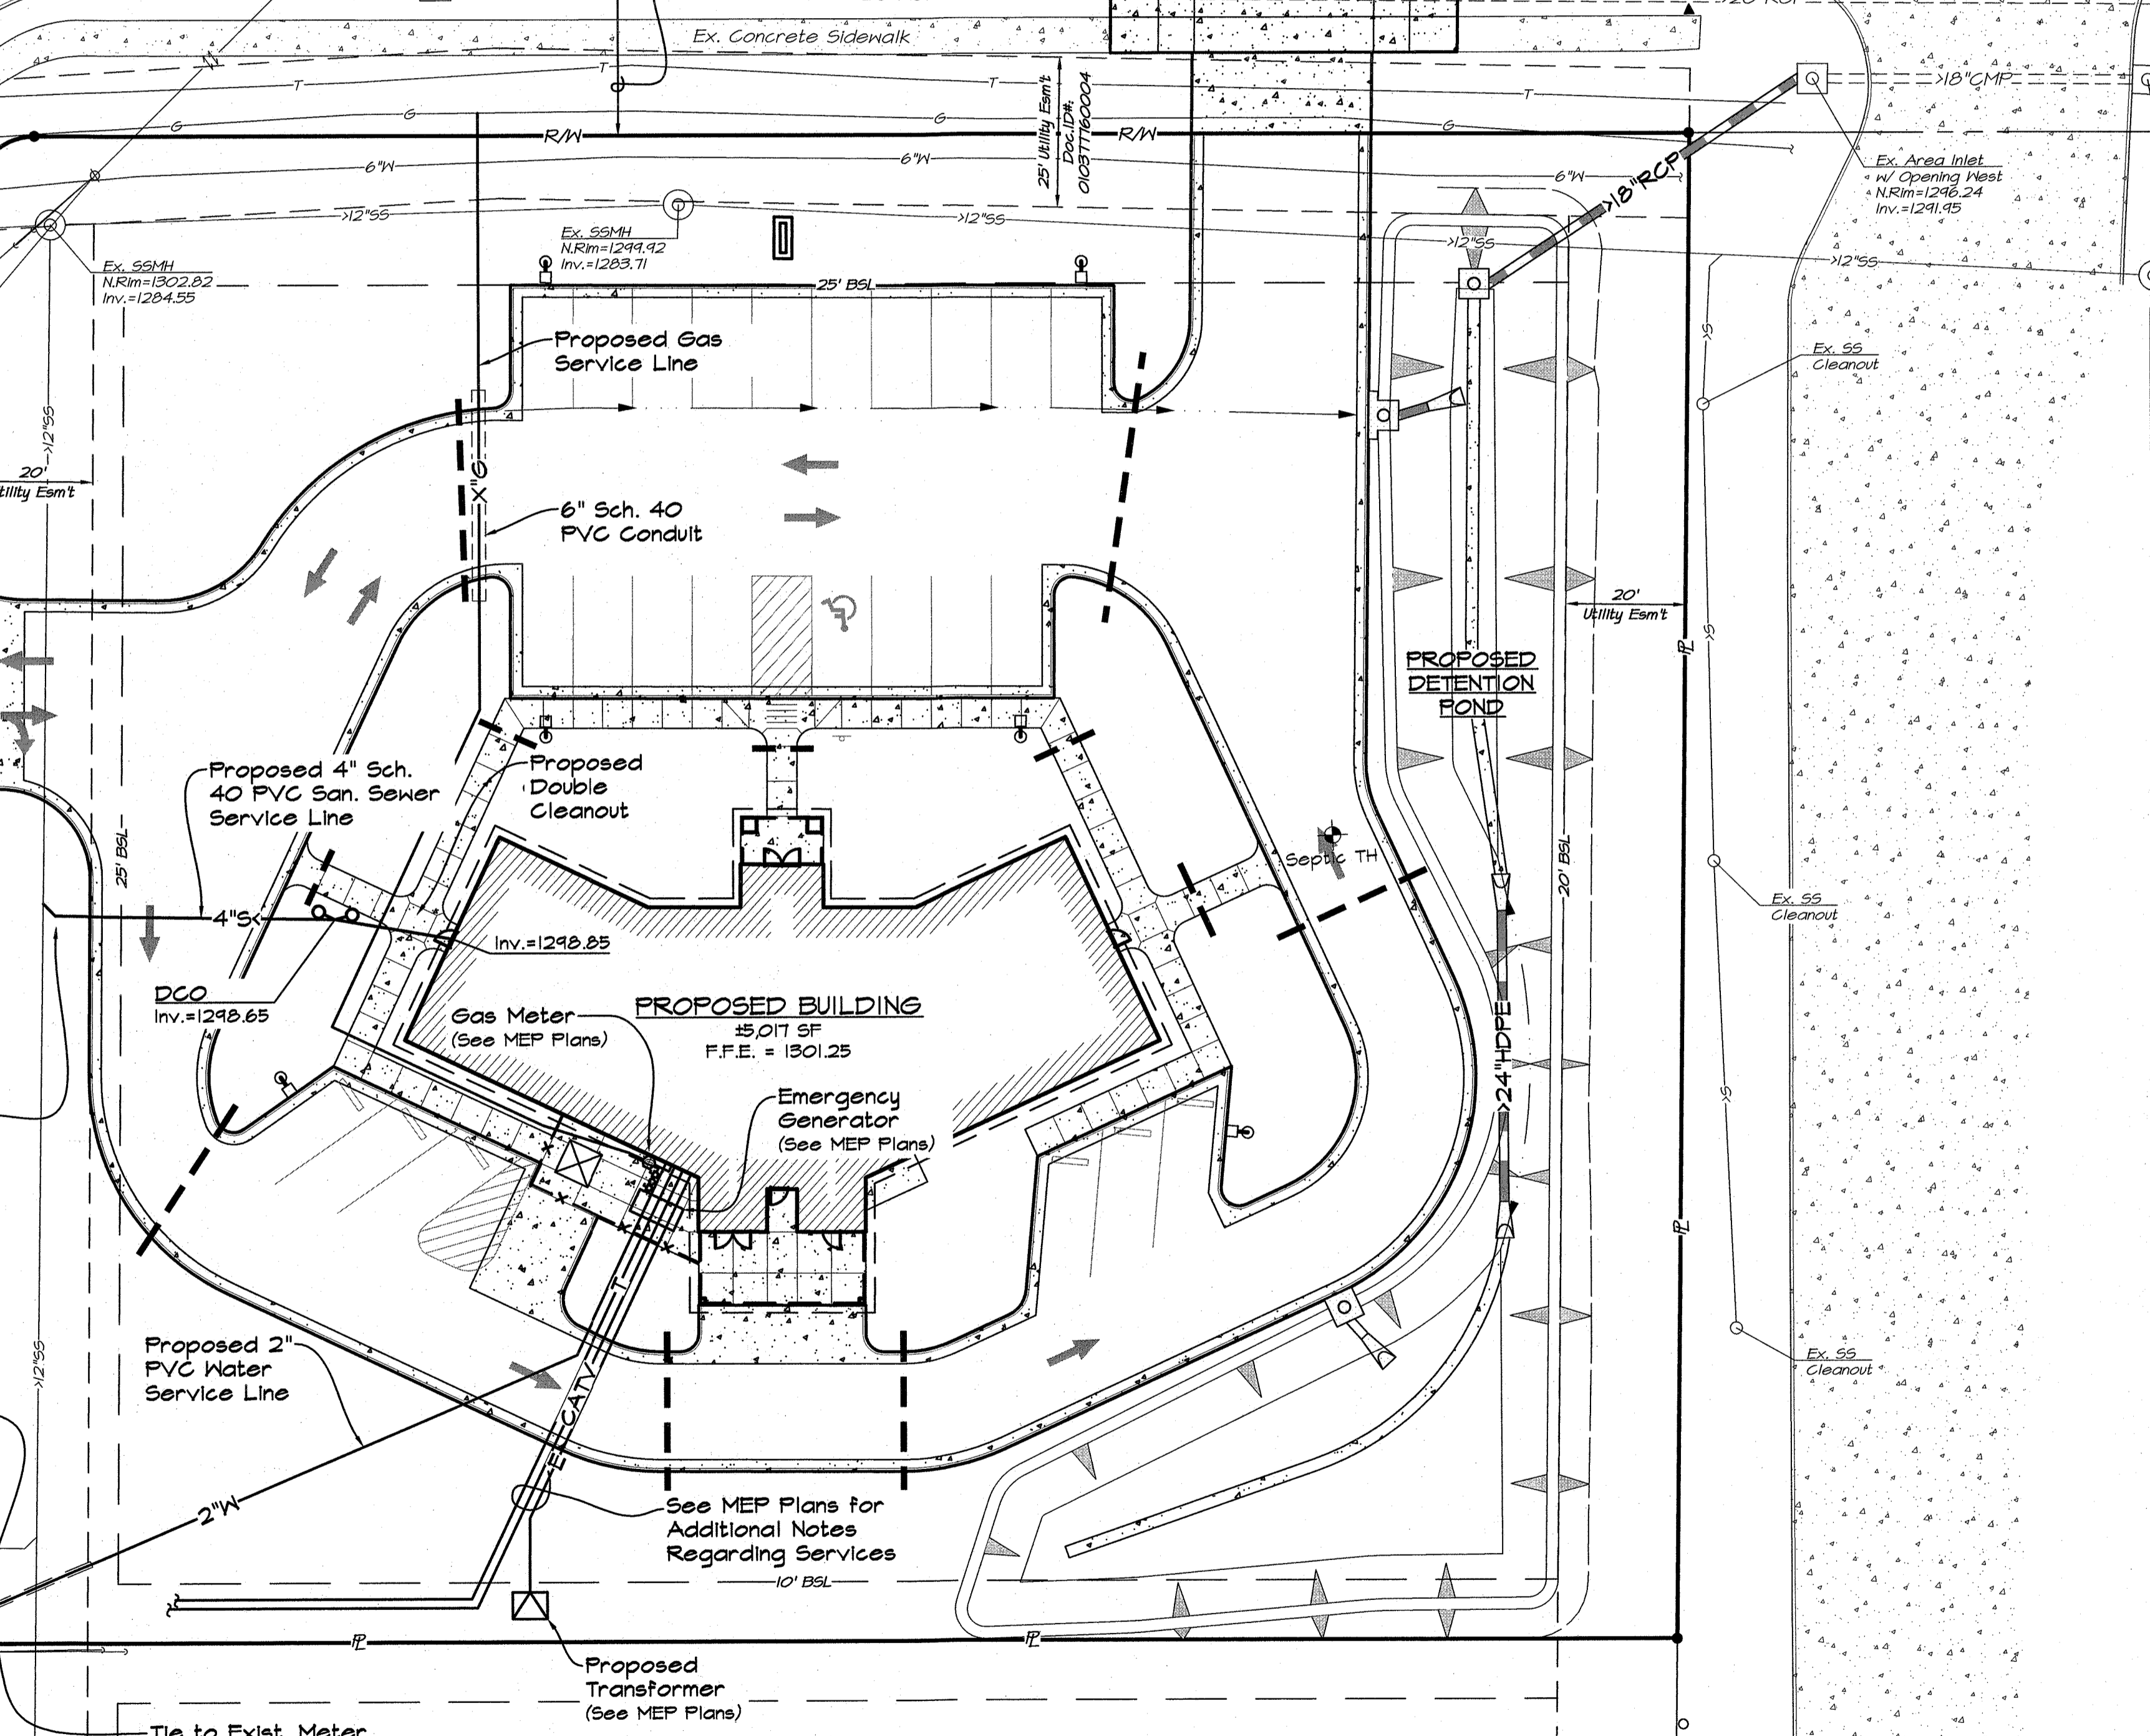 >20"RCP
Ex. Concrete Sidewalk
W
T
T
T
T
>18"CMP
25' Utility Esm't
Doc.ID#:
010377760004
G
G
G
G
R/W
R/W
6"W
6"W
6"W
>18"RCP
Ex. Area Inlet
w/ Opening West
N.Rim=1296.24
Inv.=1291.95
>12"SS
>12"SS
>12"SS
>12"SS
Ex. SSMH
N.Rim=1299.92
Inv.=1283.71
Ex. SSMH
N.Rim=1302.82
Inv.=1284.55
25' BSL
Proposed Gas
Service Line
>S
Ex. SS
Cleanout
>12"SS
20'
tility Esm't
X"G
6" Sch. 40
PVC Conduit
20'
Utility Esm't
>S
PL
PROPOSED
DETENTION
POND
Proposed 4" Sch.
40 PVC San. Sewer
Service Line
Proposed
Double
Cleanout
25' BSL
Septic TH
20' BSL
Ex. SS
Cleanout
4"S<
Inv.=1298.85
DCO
Inv.=1298.65
Gas Meter
(See MEP Plans)
PROPOSED BUILDING
±5,017 SF
F.F.E. = 1301.25
>24"HDPE
>S
Emergency
Generator
(See MEP Plans)
PL
T
Proposed 2"
PVC Water
Service Line
>12"SS
CATV
E
Ex. SS
Cleanout
2"W
See MEP Plans for
Additional Notes
Regarding Services
10' BSL
PL
PL
Proposed
Transformer
(See MEP Plans)
Tie to Exist. Meter